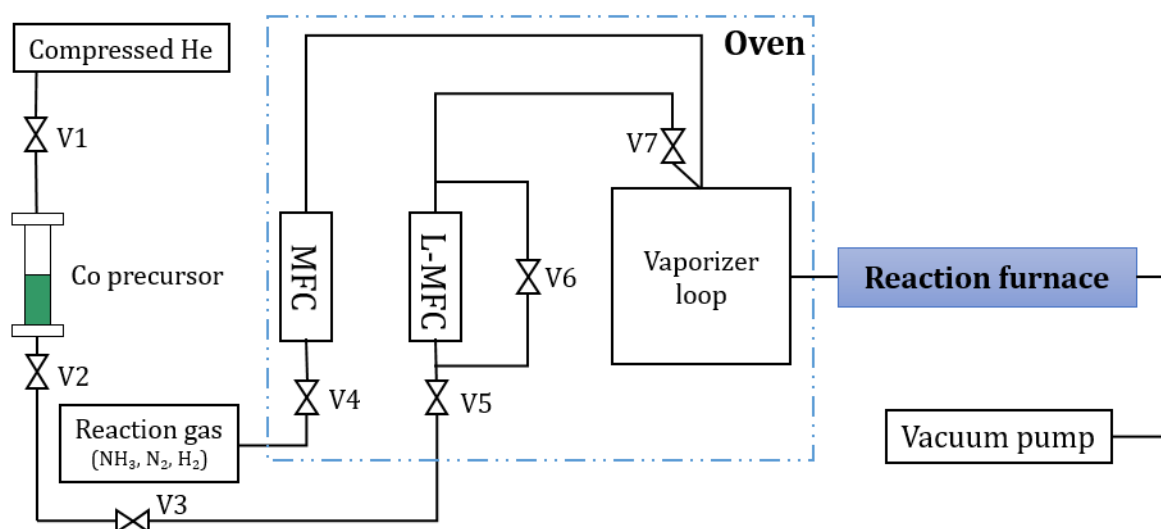 Compressed He
V1
Co precursor
V2
Reaction gas
(NH₃, N₂, H₂)
V3
Oven
MFC
V4
L-MFC
V5
V6
V7
Vaporizer
loop
Reaction furnace
Vacuum pump